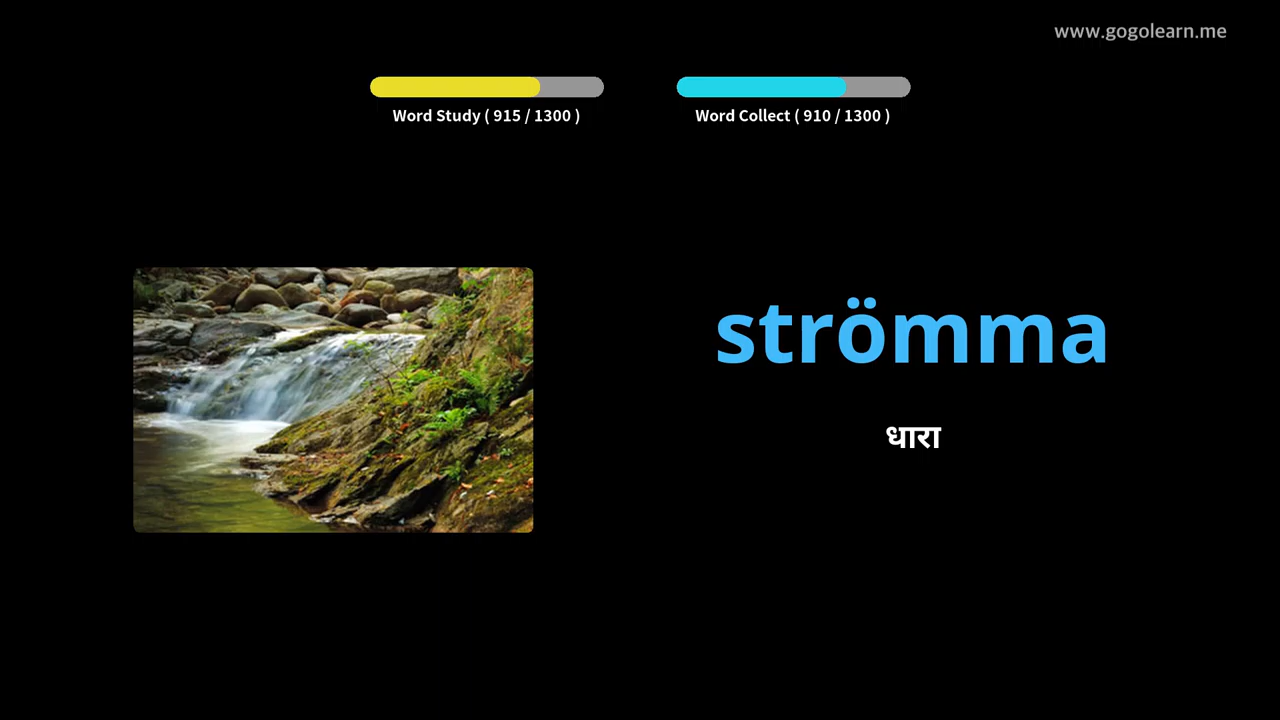 www.gogolearn.me
Word Study ( 915 / 1300 )
Word Collect ( 910 / 1300 )
strömma
धारा